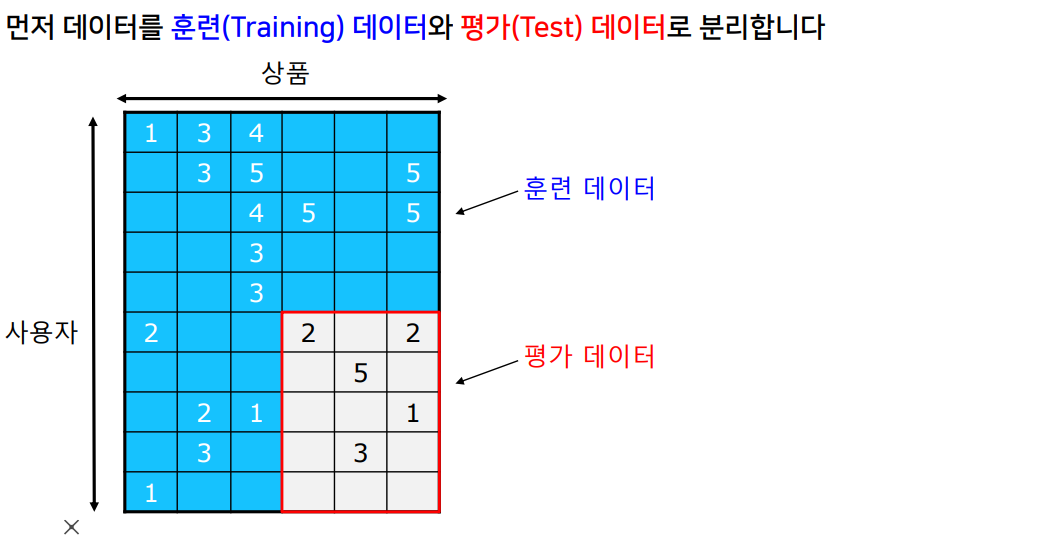 먼저 데이터를 훈련(Training) 데이터와 평가(Test) 데이터로 분리합니다
상품
1 3 4
3 5 5
훈련 데이터
4 5 5
3
3
사용자
2 2 2
평가 데이터
5
2 1 1
3 3
1